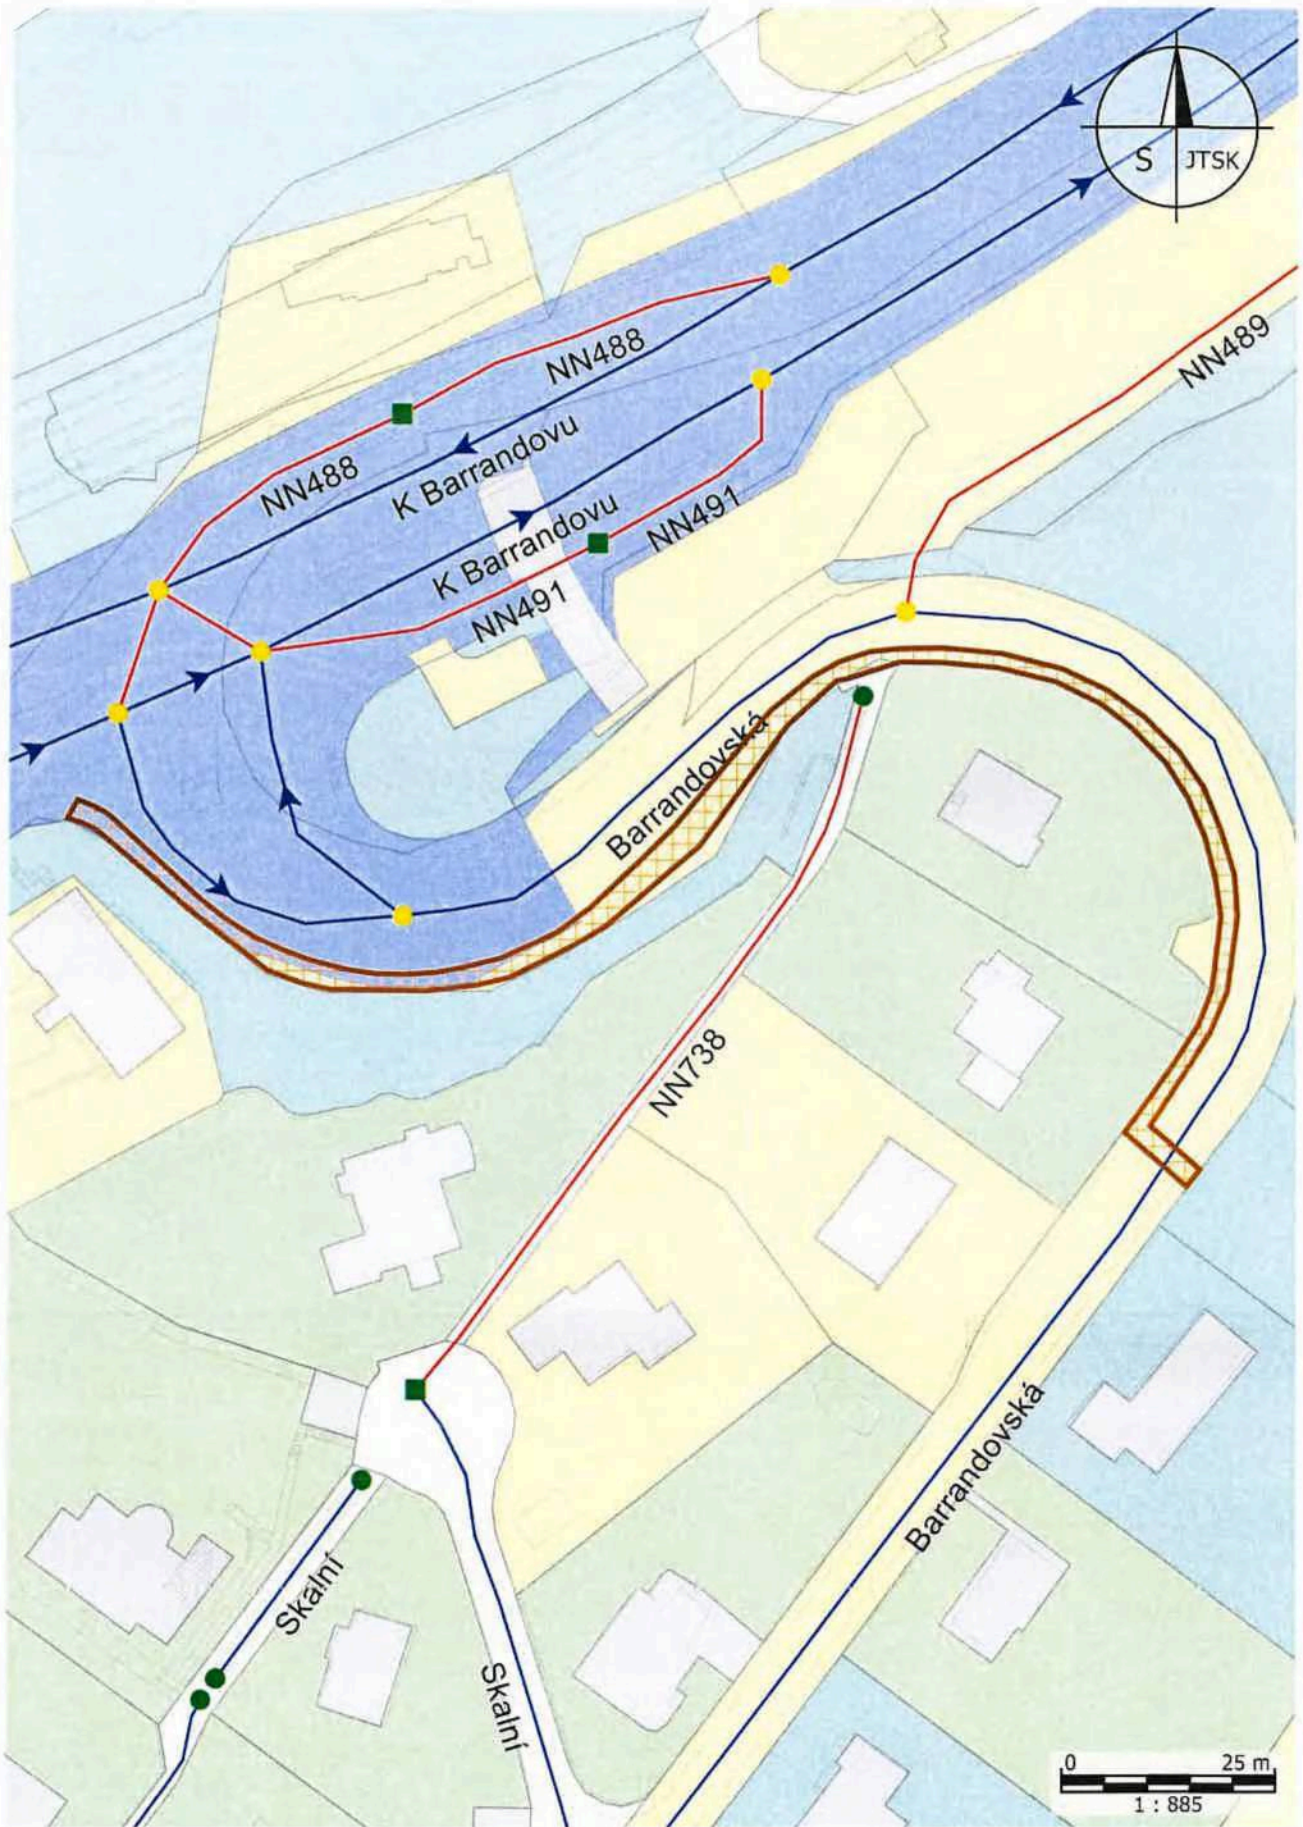 S JTSK
NN489
NN488
K Barrandovu
NN488
K Barrandovu
NN491
NN491
Barrandovská
NN738
Barrandovská
Skalní
Skalní
0 25 m
1 : 885